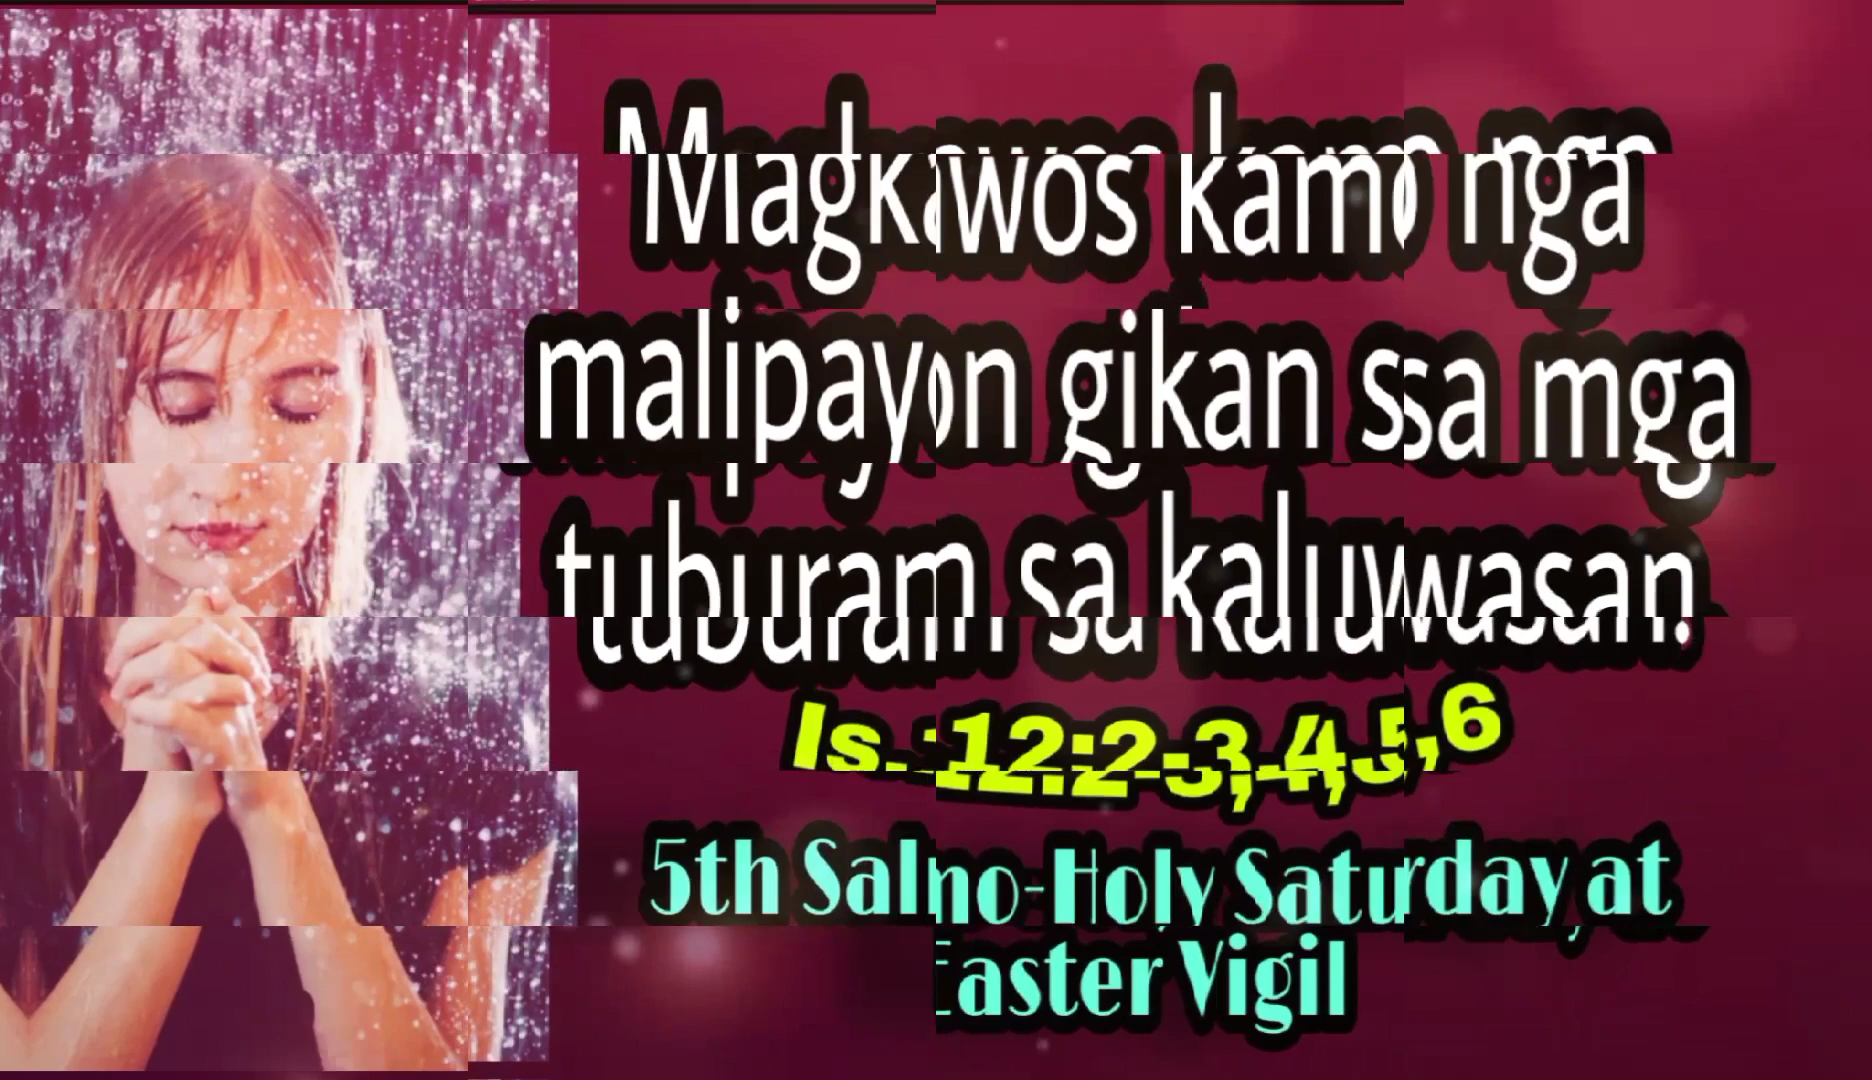 Magkawos kamo nga
malipayon gikan sa mga
tuburan sa kaluwasan!
Is. 12:2-3,4,5,6
5th Salmo-Holy Saturday at
Easter Vigil